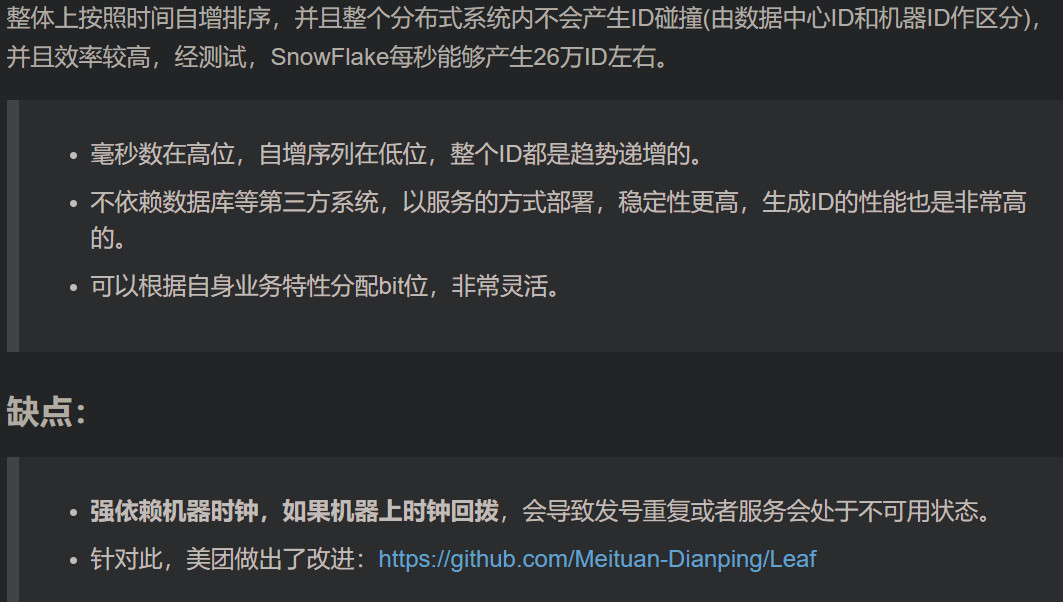 整体上按照时间自增排序，并且整个分布式系统内不会产生ID碰撞(由数据中心ID和机器ID作区分)，
并且效率较高，经测试，SnowFlake每秒能够产生26万ID左右。
• 毫秒数在高位，自增序列在低位，整个ID都是趋势递增的。
• 不依赖数据库等第三方系统，以服务的方式部署，稳定性更高，生成ID的性能也是非常高
的。
• 可以根据自身业务特性分配bit位，非常灵活。
缺点：
• 强依赖机器时钟，如果机器上时钟回拨，会导致发号重复或者服务会处于不可用状态。
• 针对此，美团做出了改进：https://github.com/Meituan-Dianping/Leaf